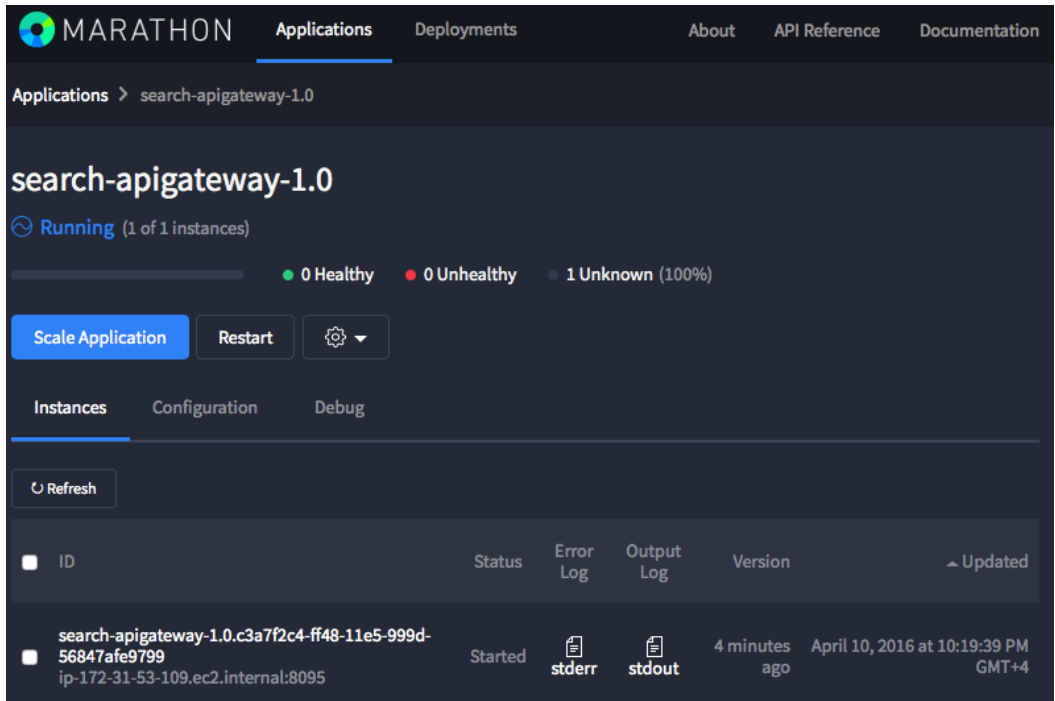 MARATHON Applications Deployments About API Reference Documentation
Applications > search-apigateway-1.0
search-apigateway-1.0
Running (1 of 1 instances)
0 Healthy 0 Unhealthy 1 Unknown (100%)
Scale Application Restart
Instances Configuration Debug
Refresh
ID Status Error Log Output Log Version Updated
search-apigateway-1.0.c3a7f2c4-ff48-11e5-999d-
56847afe9799
ip-172-31-53-109.ec2.internal:8095
Started
stderr
stdout
4 minutes
ago
April 10, 2016 at 10:19:39 PM
GMT+4